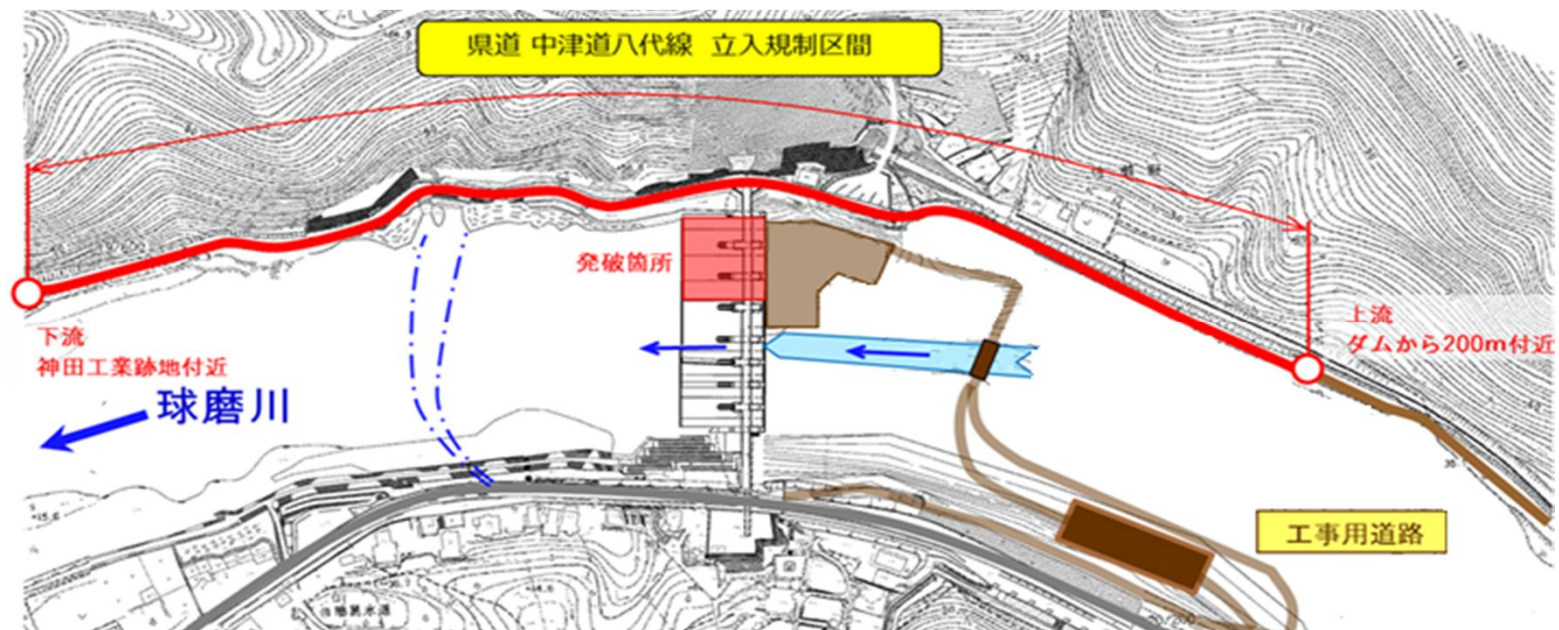 県道 中津道八代線 立入規制区間
発破箇所
下流
神田工業跡地付近
球磨川
上流
ダムから200m付近
工事用道路